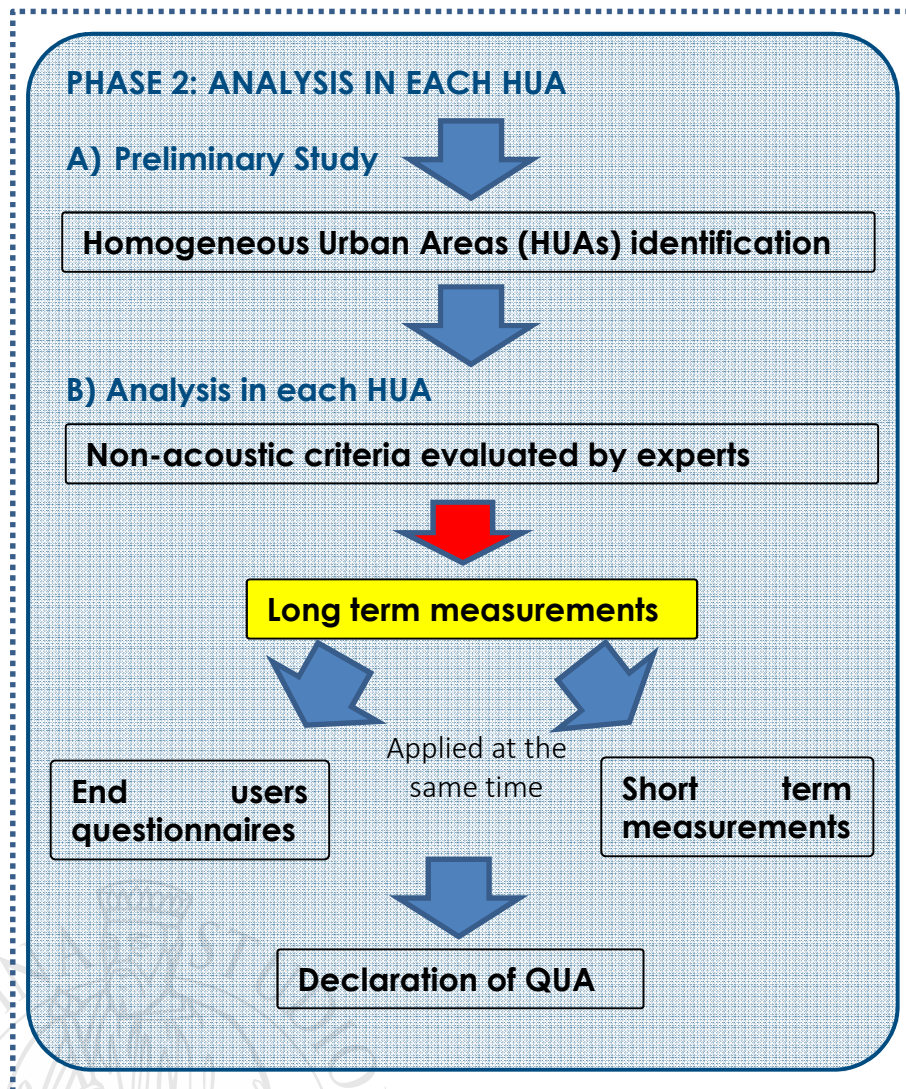 PHASE 2: ANALYSIS IN EACH HUA
A) Preliminary Study
Homogeneous Urban Areas (HUAs) identification
B) Analysis in each HUA
Non-acoustic criteria evaluated by experts
Long term measurements
Applied at the
same time
End users
questionnaires
Short term
measurements
Declaration of QUA